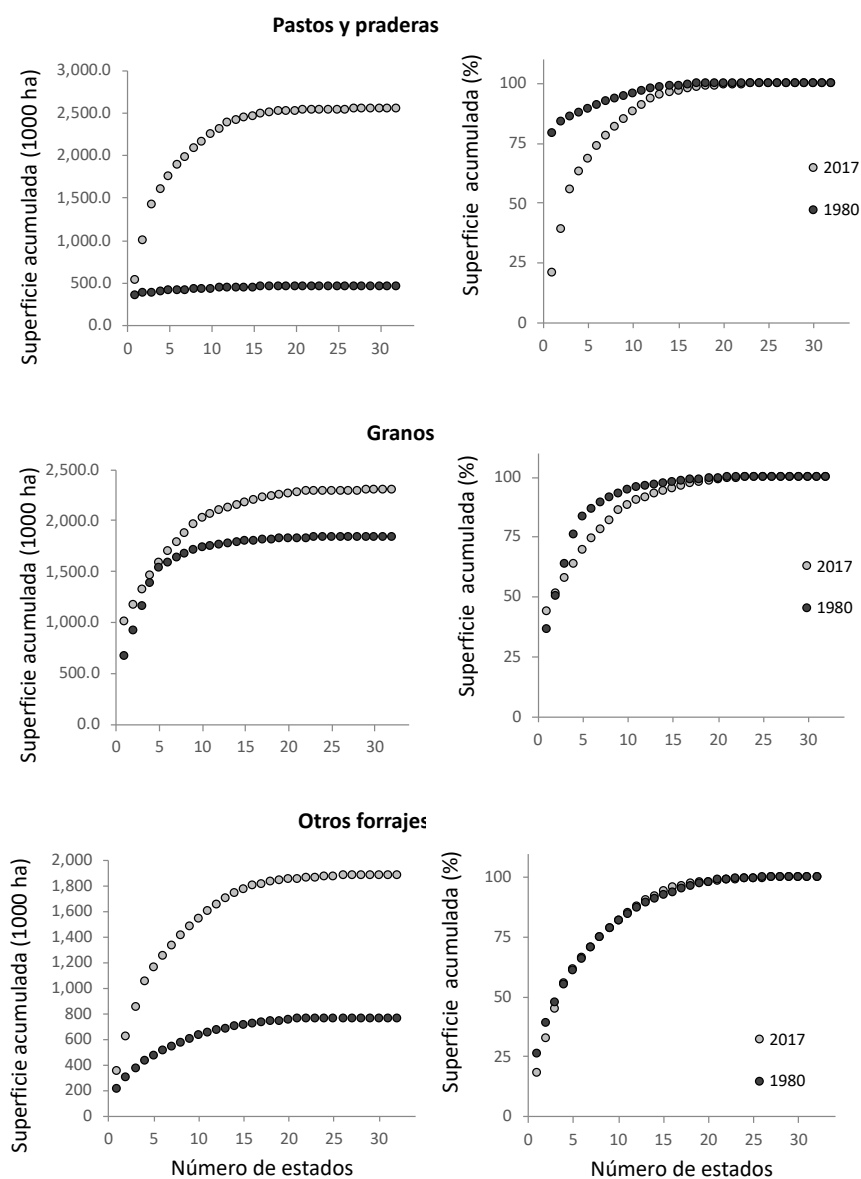 Pastos y praderas
Superficie acumulada (1000 ha)
3,000.0
2,500.0
2,000.0
1,500.0
1,000.0
500.0
0.0
0 5 10 15 20 25 30
Superficie acumulada (%)
100
75
50
25
0
0 5 10 15 20 25 30
2017
1980
Granos
Superficie acumulada (1000 ha)
2,500.0
2,000.0
1,500.0
1,000.0
500.0
0.0
0 5 10 15 20 25 30
Superficie acumulada (%)
100
75
50
25
0
0 5 10 15 20 25 30
2017
1980
Otros forrajes
Superficie acumulada (1000 ha)
2,000
1,800
1,600
1,400
1,200
1,000
800
600
400
200
0
0 5 10 15 20 25 30
Número de estados
Superficie acumulada (%)
100
75
50
25
0
0 5 10 15 20 25 30
2017
1980
Número de estados